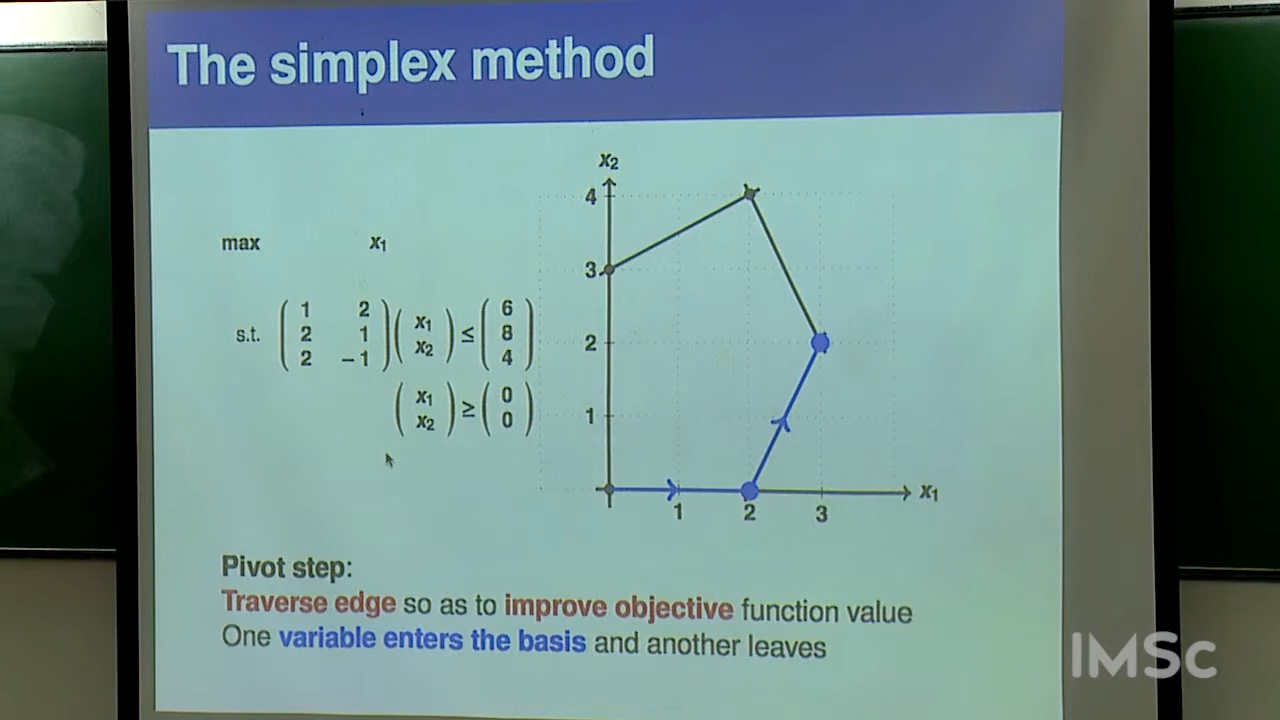 The simplex method
max x₁
s.t. ( 1 2 ) ( x₁ ) ≤ ( 6 )
( 2 1 ) ( x₂ ) ( 8 )
( 2 −1 ) ( 4 )
( x₁ ) ≥ ( 0 )
( x₂ ) ( 0 )
x₂
4
3
2
1
1 2 3
x₁
Pivot step:
Traverse edge so as to improve objective function value
One variable enters the basis and another leaves
IMSc